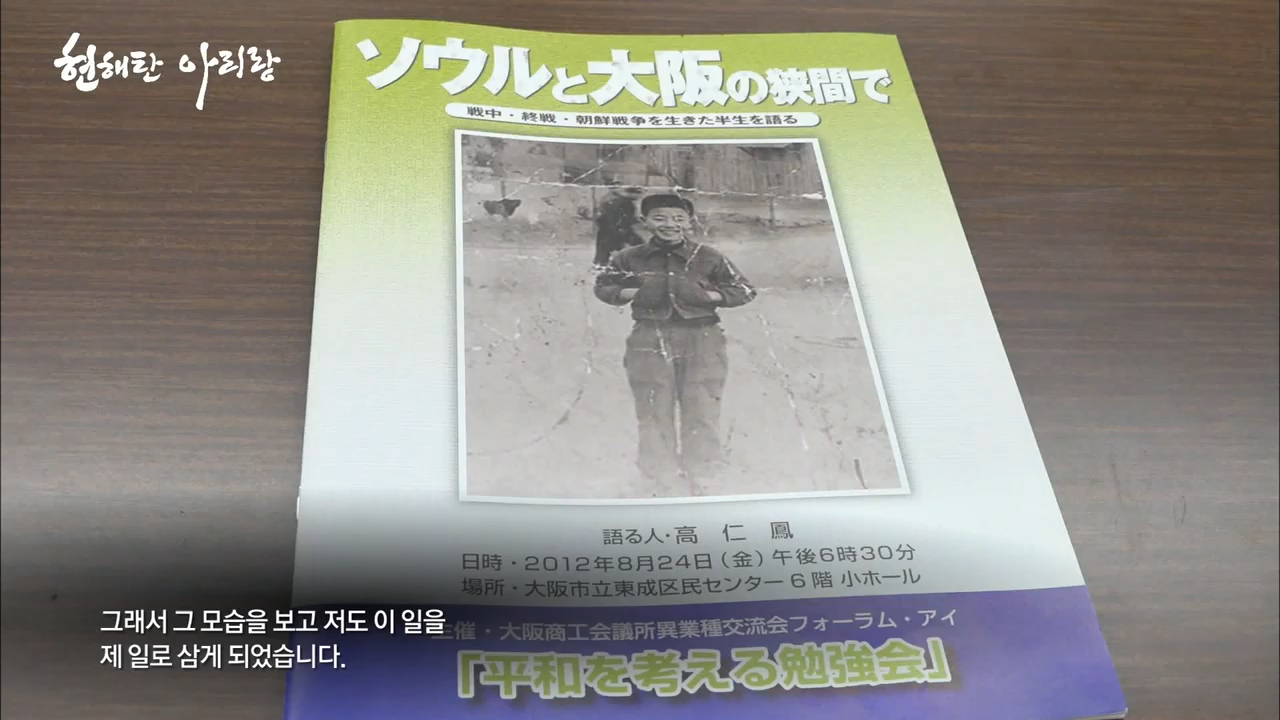 현해탄 아리랑
ソウルと大阪の狭間で
戦中・終戦・朝鮮戦争を生きた半生を語る
語る人・高 仁 鳳
日時・2012年8月24日（金）午後6時30分
場所・大阪市立東成区民センター 6階 小ホール
主催・大阪商工会議所異業種交流会フォーラム・アイ
「平和を考える勉強会」
그래서 그 모습을 보고 저도 이 일을
제 일로 삼게 되었습니다.